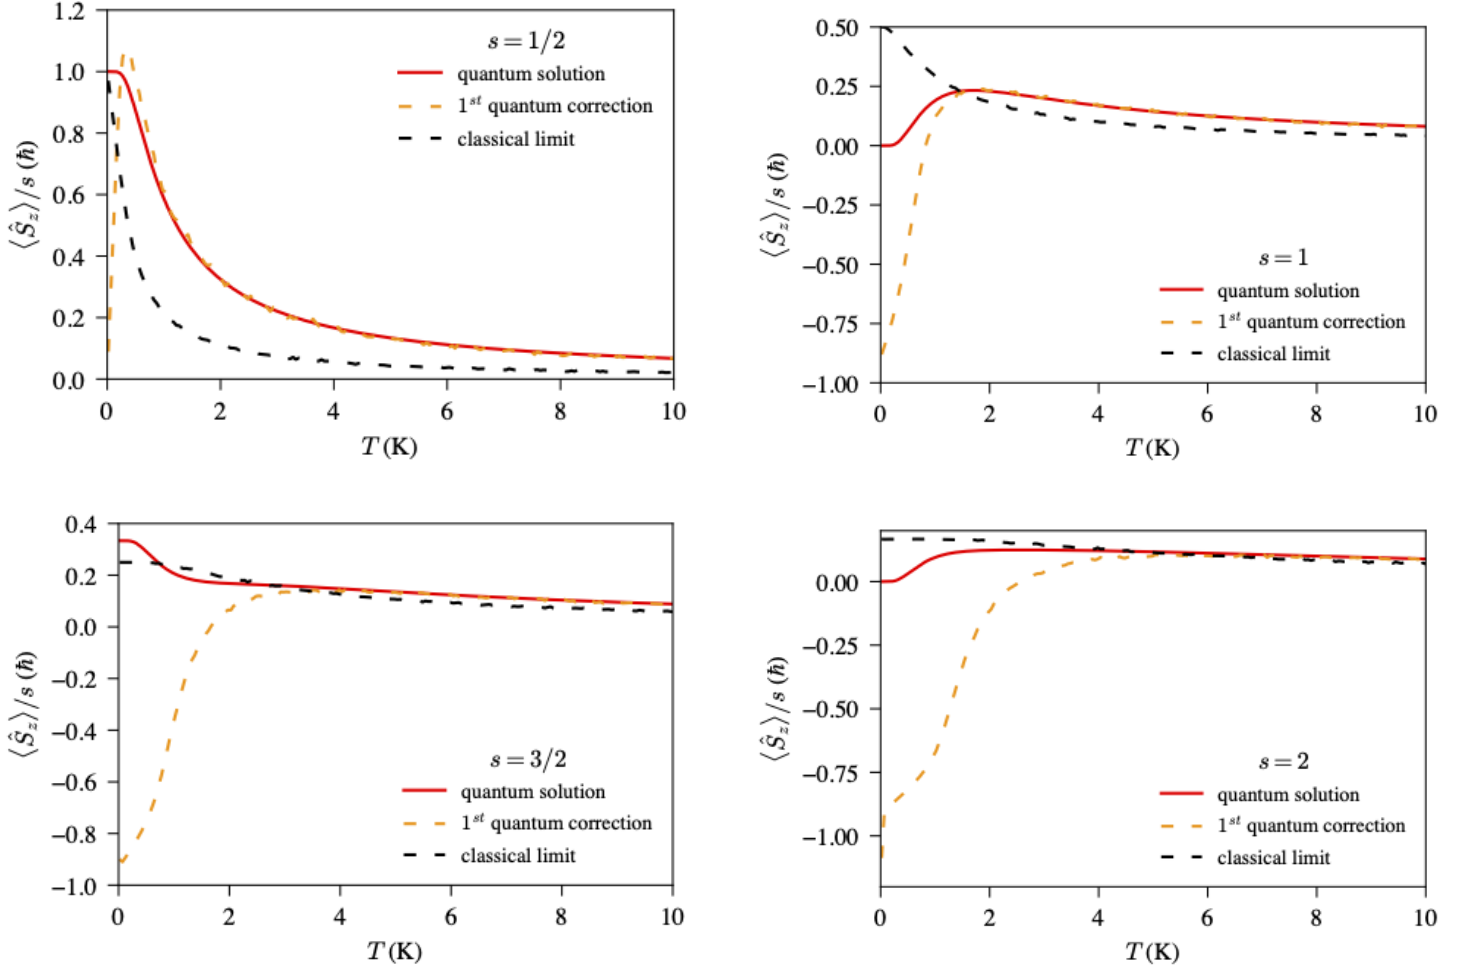 1.2
1.0
0.8
0.6
0.4
0.2
0.0
⟨Ŝz⟩/s (ħ)
s = 1/2
quantum solution
1st quantum correction
classical limit
0 2 4 6 8 10
T (K)
0.50
0.25
0.00
−0.25
−0.50
−0.75
−1.00
⟨Ŝz⟩/s (ħ)
s = 1
quantum solution
1st quantum correction
classical limit
0 2 4 6 8 10
T (K)
0.4
0.2
0.0
−0.2
−0.4
−0.6
−0.8
−1.0
⟨Ŝz⟩/s (ħ)
s = 3/2
quantum solution
1st quantum correction
classical limit
0 2 4 6 8 10
T (K)
0.00
−0.25
−0.50
−0.75
−1.00
⟨Ŝz⟩/s (ħ)
s = 2
quantum solution
1st quantum correction
classical limit
0 2 4 6 8 10
T (K)